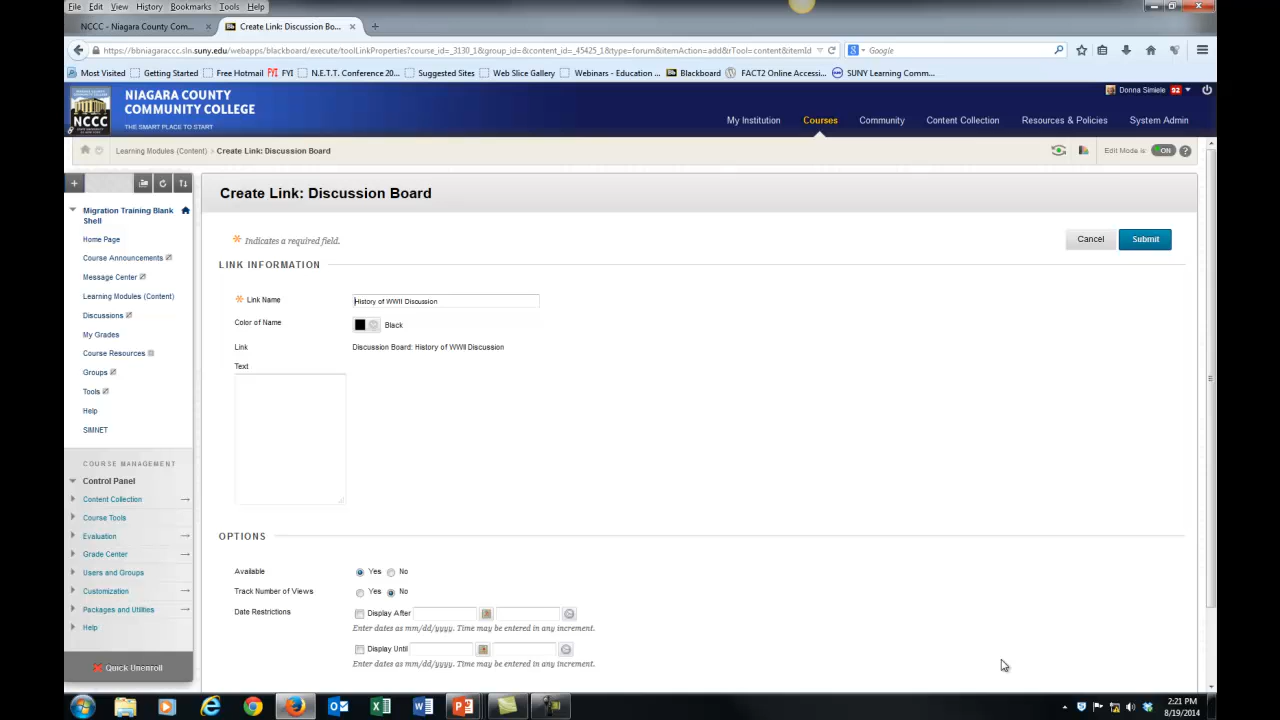 File Edit View History Bookmarks Tools Help
NCCC - Niagara County Com... × Create Link: Discussion Bo... × +
https://bbniagaraccc.sln.suny.edu/webapps/blackboard/execute/toolLinkProperties?course_id=_3130_1&group_id=&content_id=_45425_1&type=forum&itemAction=add&rTool=content&itemId Google
Most Visited Getting Started Free Hotmail FYI FYI N.E.T.T. Conference 20... Suggested Sites Web Slice Gallery Webinars - Education ... Blackboard FACT2 Online Accessi... SUNY Learning Comm...
NCCC
NIAGARA COUNTY
COMMUNITY COLLEGE
THE SMART PLACE TO START
Donna Simiele 92
My Institution Courses Community Content Collection Resources & Policies System Admin
Learning Modules (Content) > Create Link: Discussion Board
Edit Mode is: ON ?
Migration Training Blank
Shell
Home Page
Course Announcements
Message Center
Learning Modules (Content)
Discussions
My Grades
Course Resources
Groups
Tools
Help
SIMNET
COURSE MANAGEMENT
Control Panel
Content Collection
Course Tools
Evaluation
Grade Center
Users and Groups
Customization
Packages and Utilities
Help
Quick Unenroll
Create Link: Discussion Board
* Indicates a required field.
Cancel Submit
LINK INFORMATION
* Link Name History of WWII Discussion
Color of Name Black
Link Discussion Board: History of WWII Discussion
Text
OPTIONS
Available Yes No
Track Number of Views Yes No
Date Restrictions Display After
Enter dates as mm/dd/yyyy. Time may be entered in any increment.
Display Until
Enter dates as mm/dd/yyyy. Time may be entered in any increment.
2:21 PM
8/19/2014